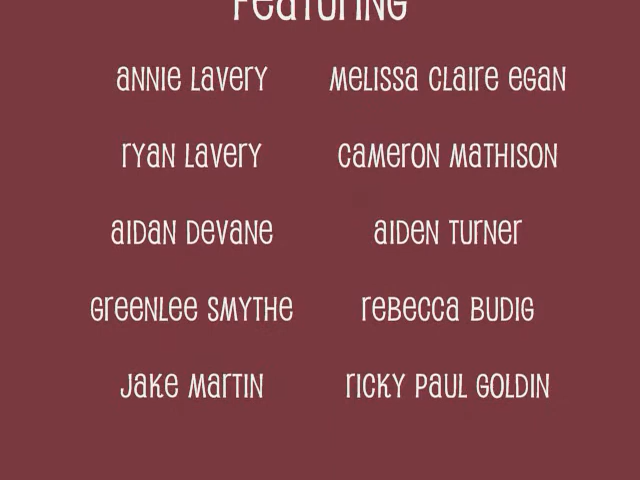 Featuring
Annie Lavery Melissa Claire Egan
Ryan Lavery Cameron Mathison
Aidan Devane Aiden Turner
Greenlee Smythe Rebecca Budig
Jake Martin Ricky Paul Goldin